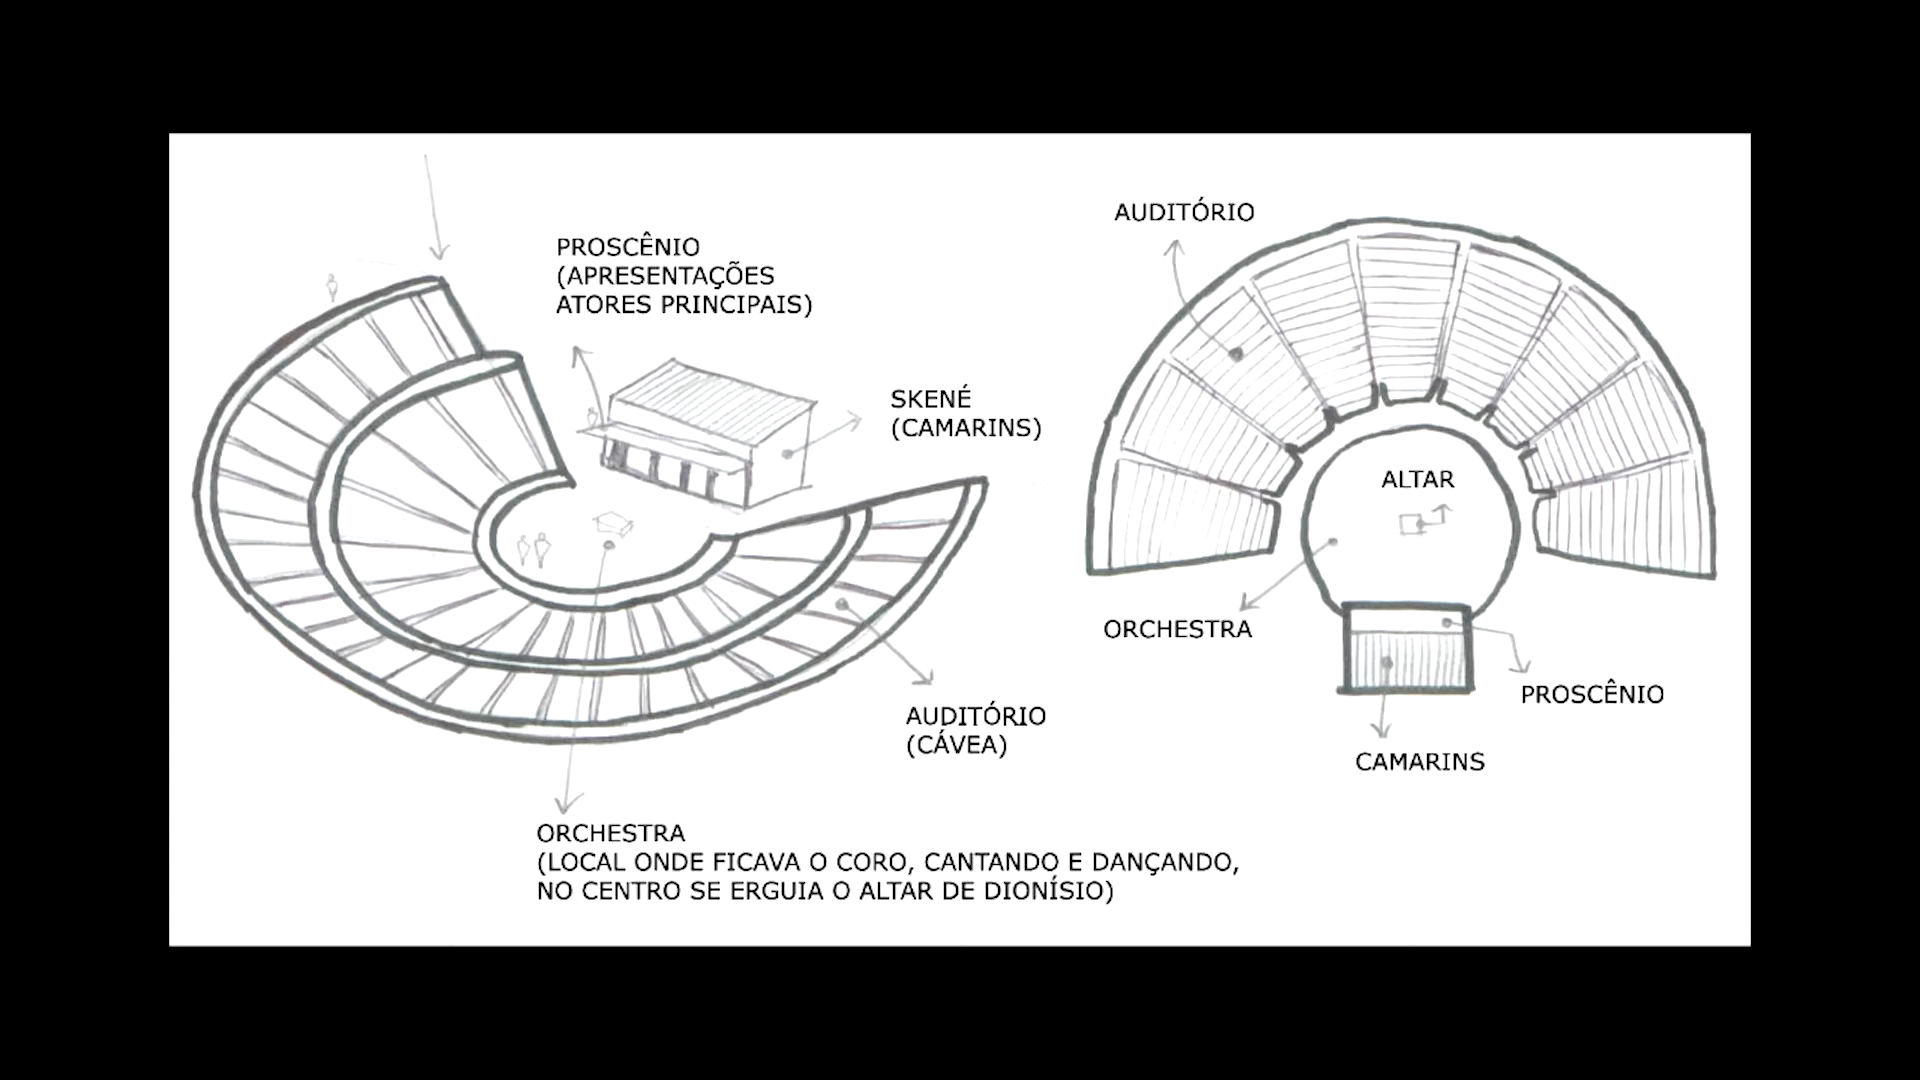 PROSCÊNIO
(APRESENTAÇÕES
ATORES PRINCIPAIS)
SKENÉ
(CAMARINS)
AUDITÓRIO
(CÁVEA)
ORCHESTRA
(LOCAL ONDE FICAVA O CORO, CANTANDO E DANÇANDO,
NO CENTRO SE ERGUIA O ALTAR DE DIONÍSIO)
AUDITÓRIO
ALTAR
ORCHESTRA
PROSCÊNIO
CAMARINS